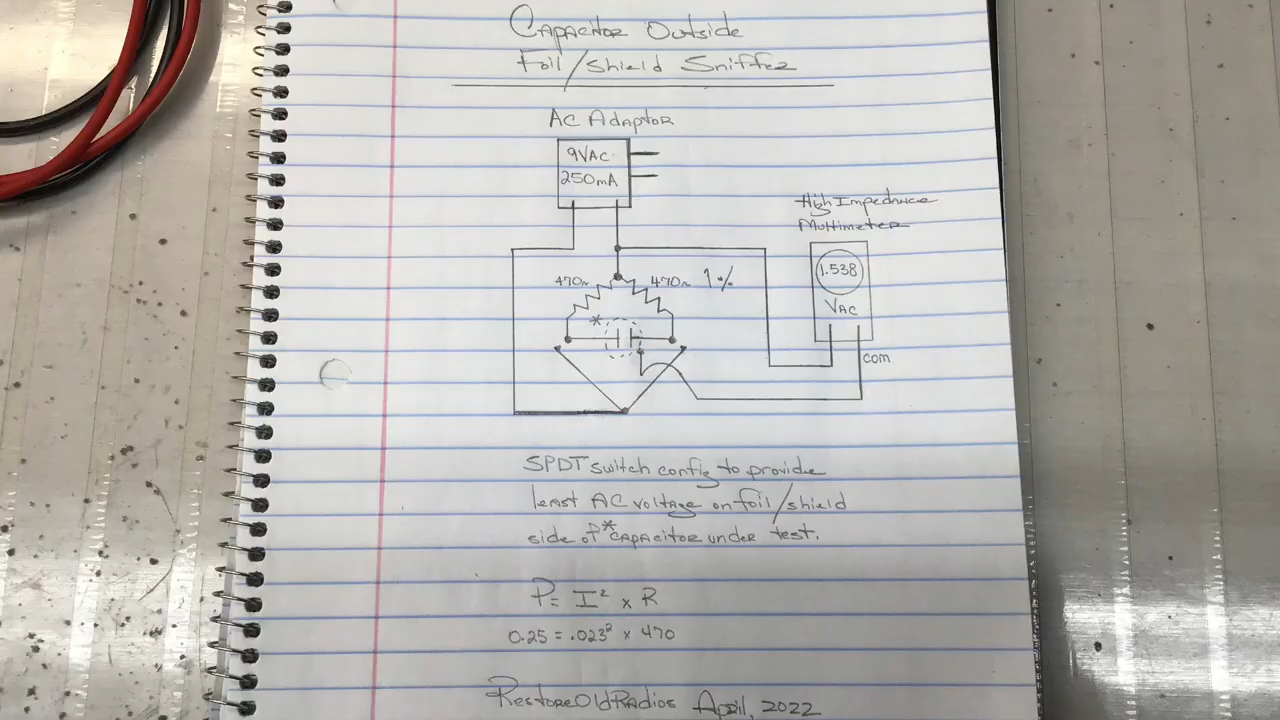 Capacitor Outside
Foil/Shield Sniffer
AC Adaptor
9VAC
250mA
High Impedance
Multimeter
1.538
VAC
com
470Ω 470Ω 1%
*
SPDT switch config to provide
least AC voltage on foil/shield
side of * capacitor under test.
P = I² x R
0.25 = .023² x 470
RestoreOldRadios April, 2022